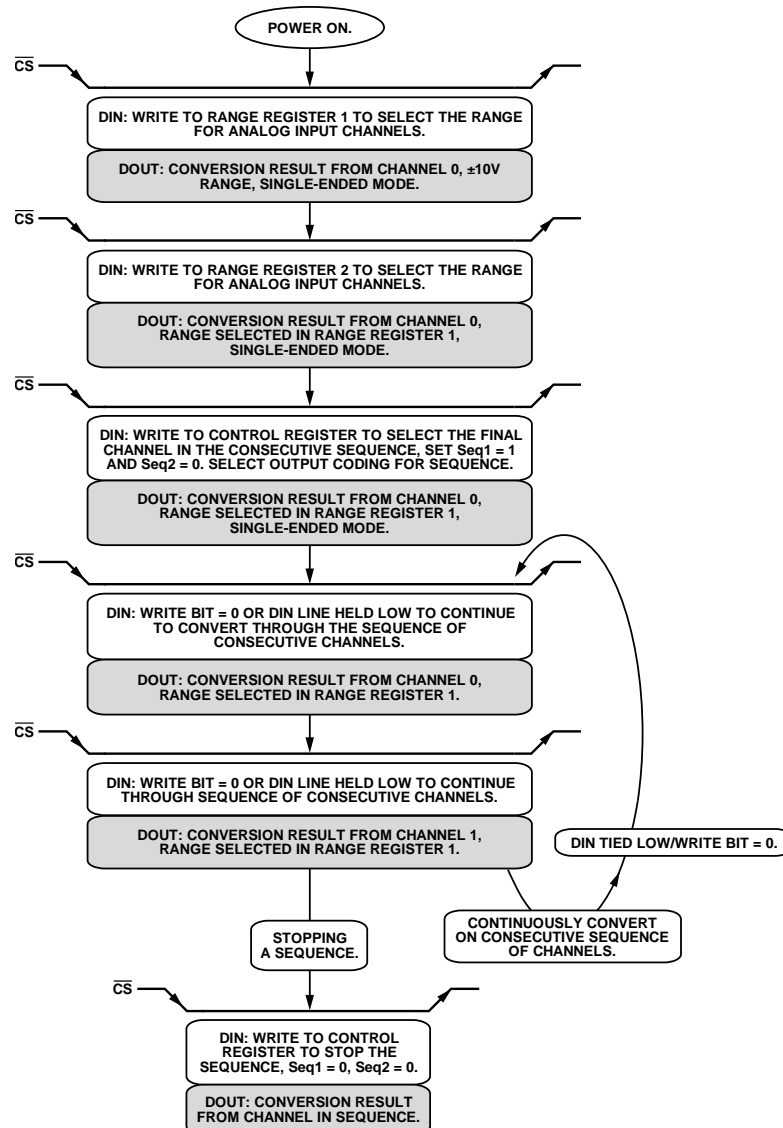 POWER ON.
CS
DIN: WRITE TO RANGE REGISTER 1 TO SELECT THE RANGE
FOR ANALOG INPUT CHANNELS.
DOUT: CONVERSION RESULT FROM CHANNEL 0, ±10V
RANGE, SINGLE-ENDED MODE.
CS
DIN: WRITE TO RANGE REGISTER 2 TO SELECT THE RANGE
FOR ANALOG INPUT CHANNELS.
DOUT: CONVERSION RESULT FROM CHANNEL 0,
RANGE SELECTED IN RANGE REGISTER 1,
SINGLE-ENDED MODE.
CS
DIN: WRITE TO CONTROL REGISTER TO SELECT THE FINAL
CHANNEL IN THE CONSECUTIVE SEQUENCE, SET Seq1 = 1
AND Seq2 = 0. SELECT OUTPUT CODING FOR SEQUENCE.
DOUT: CONVERSION RESULT FROM CHANNEL 0,
RANGE SELECTED IN RANGE REGISTER 1,
SINGLE-ENDED MODE.
CS
DIN: WRITE BIT = 0 OR DIN LINE HELD LOW TO CONTINUE
TO CONVERT THROUGH THE SEQUENCE OF
CONSECUTIVE CHANNELS.
DOUT: CONVERSION RESULT FROM CHANNEL 0,
RANGE SELECTED IN RANGE REGISTER 1.
CS
DIN: WRITE BIT = 0 OR DIN LINE HELD LOW TO CONTINUE
THROUGH SEQUENCE OF CONSECUTIVE CHANNELS.
DOUT: CONVERSION RESULT FROM CHANNEL 1,
RANGE SELECTED IN RANGE REGISTER 1.
DIN TIED LOW/WRITE BIT = 0.
CONTINUOUSLY CONVERT
ON CONSECUTIVE SEQUENCE
OF CHANNELS.
STOPPING
A SEQUENCE.
CS
DIN: WRITE TO CONTROL
REGISTER TO STOP THE
SEQUENCE, Seq1 = 0, Seq2 = 0.
DOUT: CONVERSION RESULT
FROM CHANNEL IN SEQUENCE.